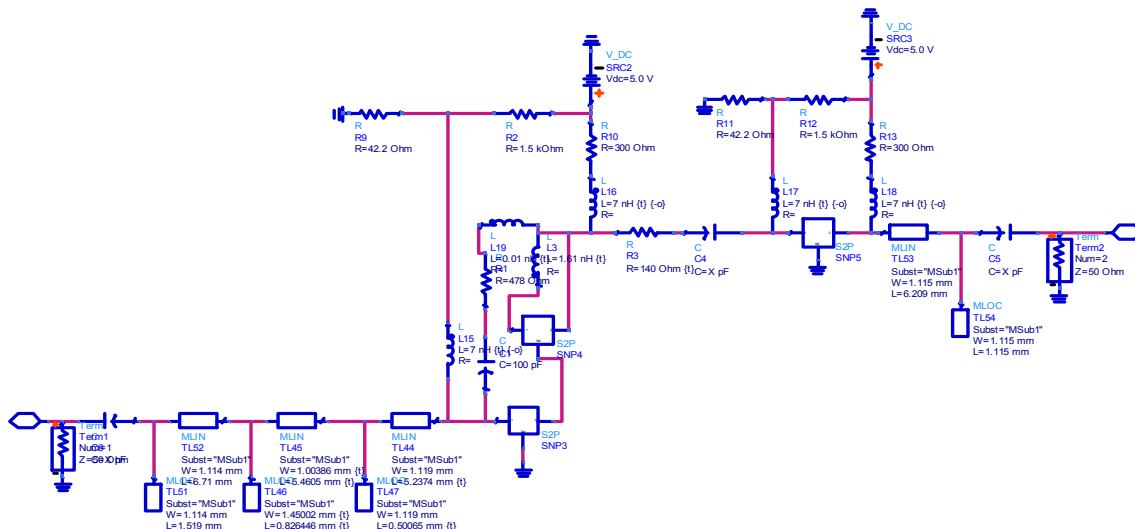 V_DC
SRC2
Vdc=5.0 V
V_DC
SRC3
Vdc=5.0 V
R
R9
R=42.2 Ohm
R
R2
R=1.5 kOhm
R
R10
R=300 Ohm
R
R11
R=42.2 Ohm
R
R12
R=1.5 kOhm
R
R13
R=300 Ohm
L
L16
L=7 nH {t} {-o}
R=
L
L17
L=7 nH {t} {-o}
R=
L
L18
L=7 nH {t} {-o}
R=
L
L19
L=0.01 nH {t}
R=
R
R1
R=478 Ohm
L
L3
L=1.61 nH {t}
R=
R
R3
R=140 Ohm {t}
C
C4
C=X pF
S2P
SNP5
MLIN
TL53
Subst="MSub1"
W=1.115 mm
L=6.209 mm
C
C5
C=X pF
Term
Term2
Num=2
Z=50 Ohm
MLOC
TL54
Subst="MSub1"
W=1.115 mm
L=1.115 mm
L
L15
L=7 nH {t} {-o}
R=
C
C1
C=100 pF
S2P
SNP4
S2P
SNP3
Term
Term1
Num=1
Z=50 Ohm
C=X pF
MLIN
TL52
Subst="MSub1"
W=1.114 mm
L=6.71 mm
MLIN
TL45
Subst="MSub1"
W=1.00386 mm {t}
L=5.4605 mm {t}
MLIN
TL44
Subst="MSub1"
W=1.119 mm
L=5.2374 mm {t}
MLOC
TL51
Subst="MSub1"
W=1.114 mm
L=1.519 mm
MLOC
TL46
Subst="MSub1"
W=1.45002 mm {t}
L=0.826446 mm {t}
MLOC
TL47
Subst="MSub1"
W=1.119 mm
L=0.50065 mm {t}